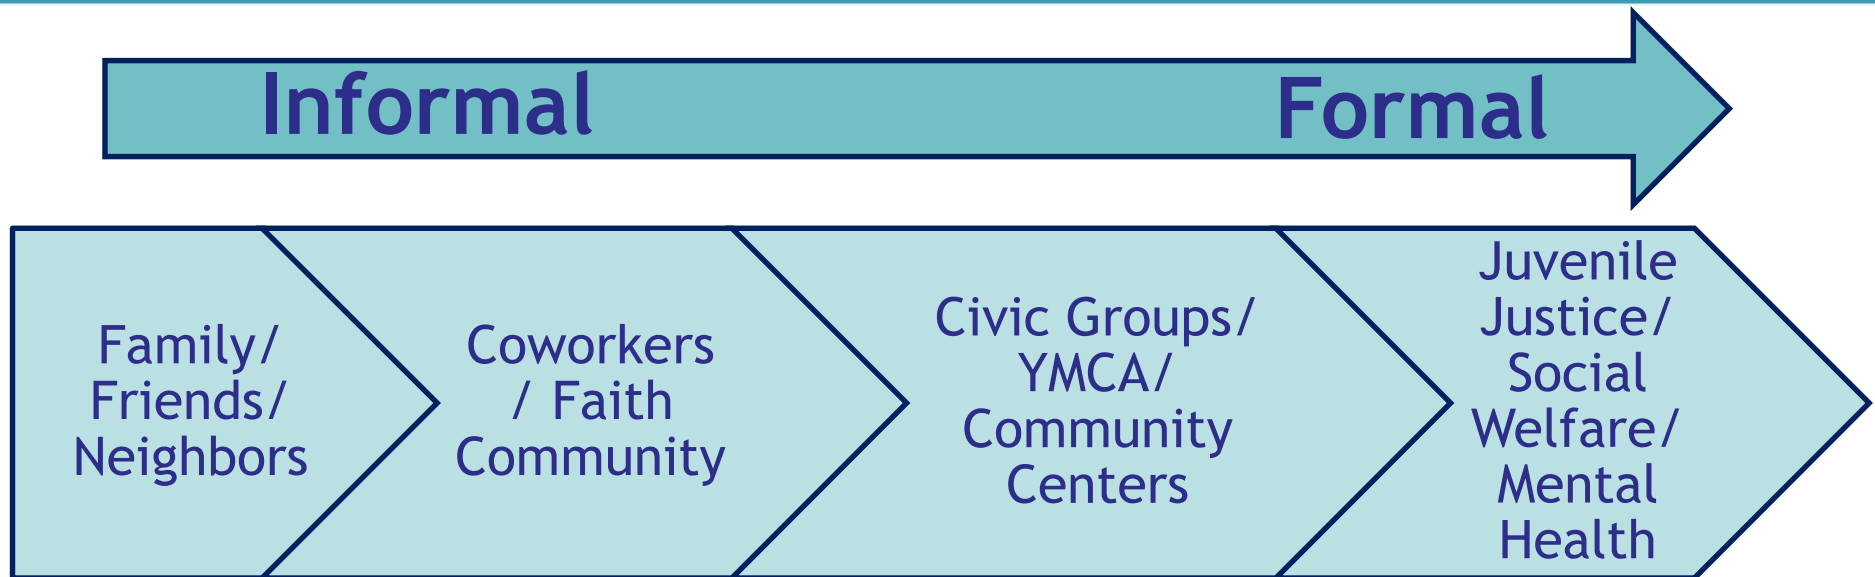 Informal
Formal
Family/
Friends/
Neighbors
Coworkers
/ Faith
Community
Civic Groups/
YMCA/
Community
Centers
Juvenile
Justice/
Social
Welfare/
Mental
Health